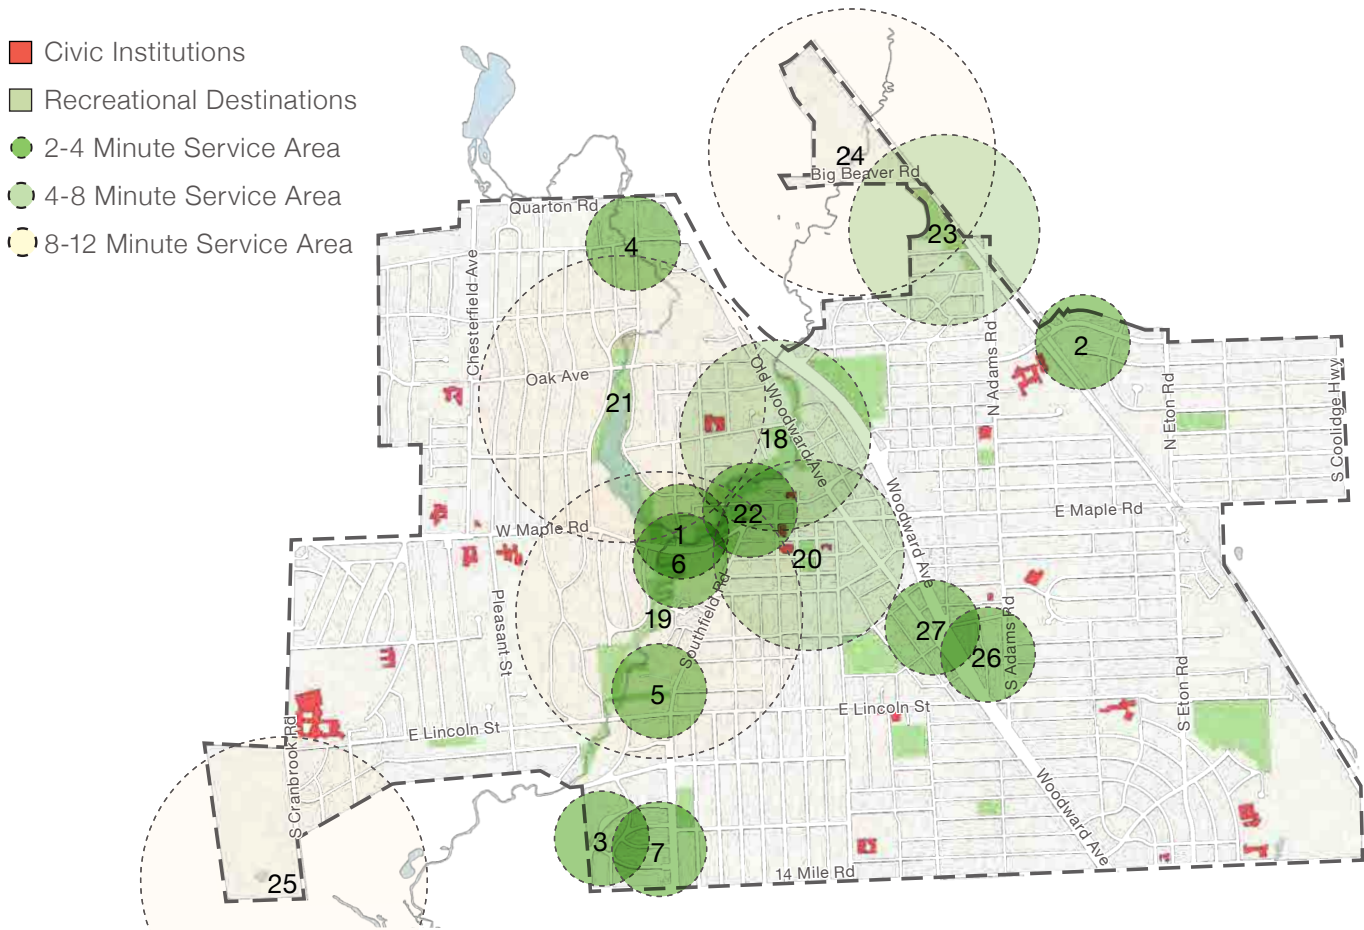 Civic Institutions
Recreational Destinations
2-4 Minute Service Area
4-8 Minute Service Area
8-12 Minute Service Area
24
Big Beaver Rd
Quarton Rd
23
4
Chesterfield Ave
N Adams Rd
2
Oak Ave
Old Woodward Ave
21
N Eton Rd
S Coolidge Hwy
18
W Maple Rd
22
1
E Maple Rd
Woodward Ave
6
20
Pleasant St
19
Southfield Rd
27
26
S Adams Rd
5
S Eton Rd
E Lincoln St
E Lincoln St
S Cranbrook Rd
Woodward Ave
3
7
14 Mile Rd
25